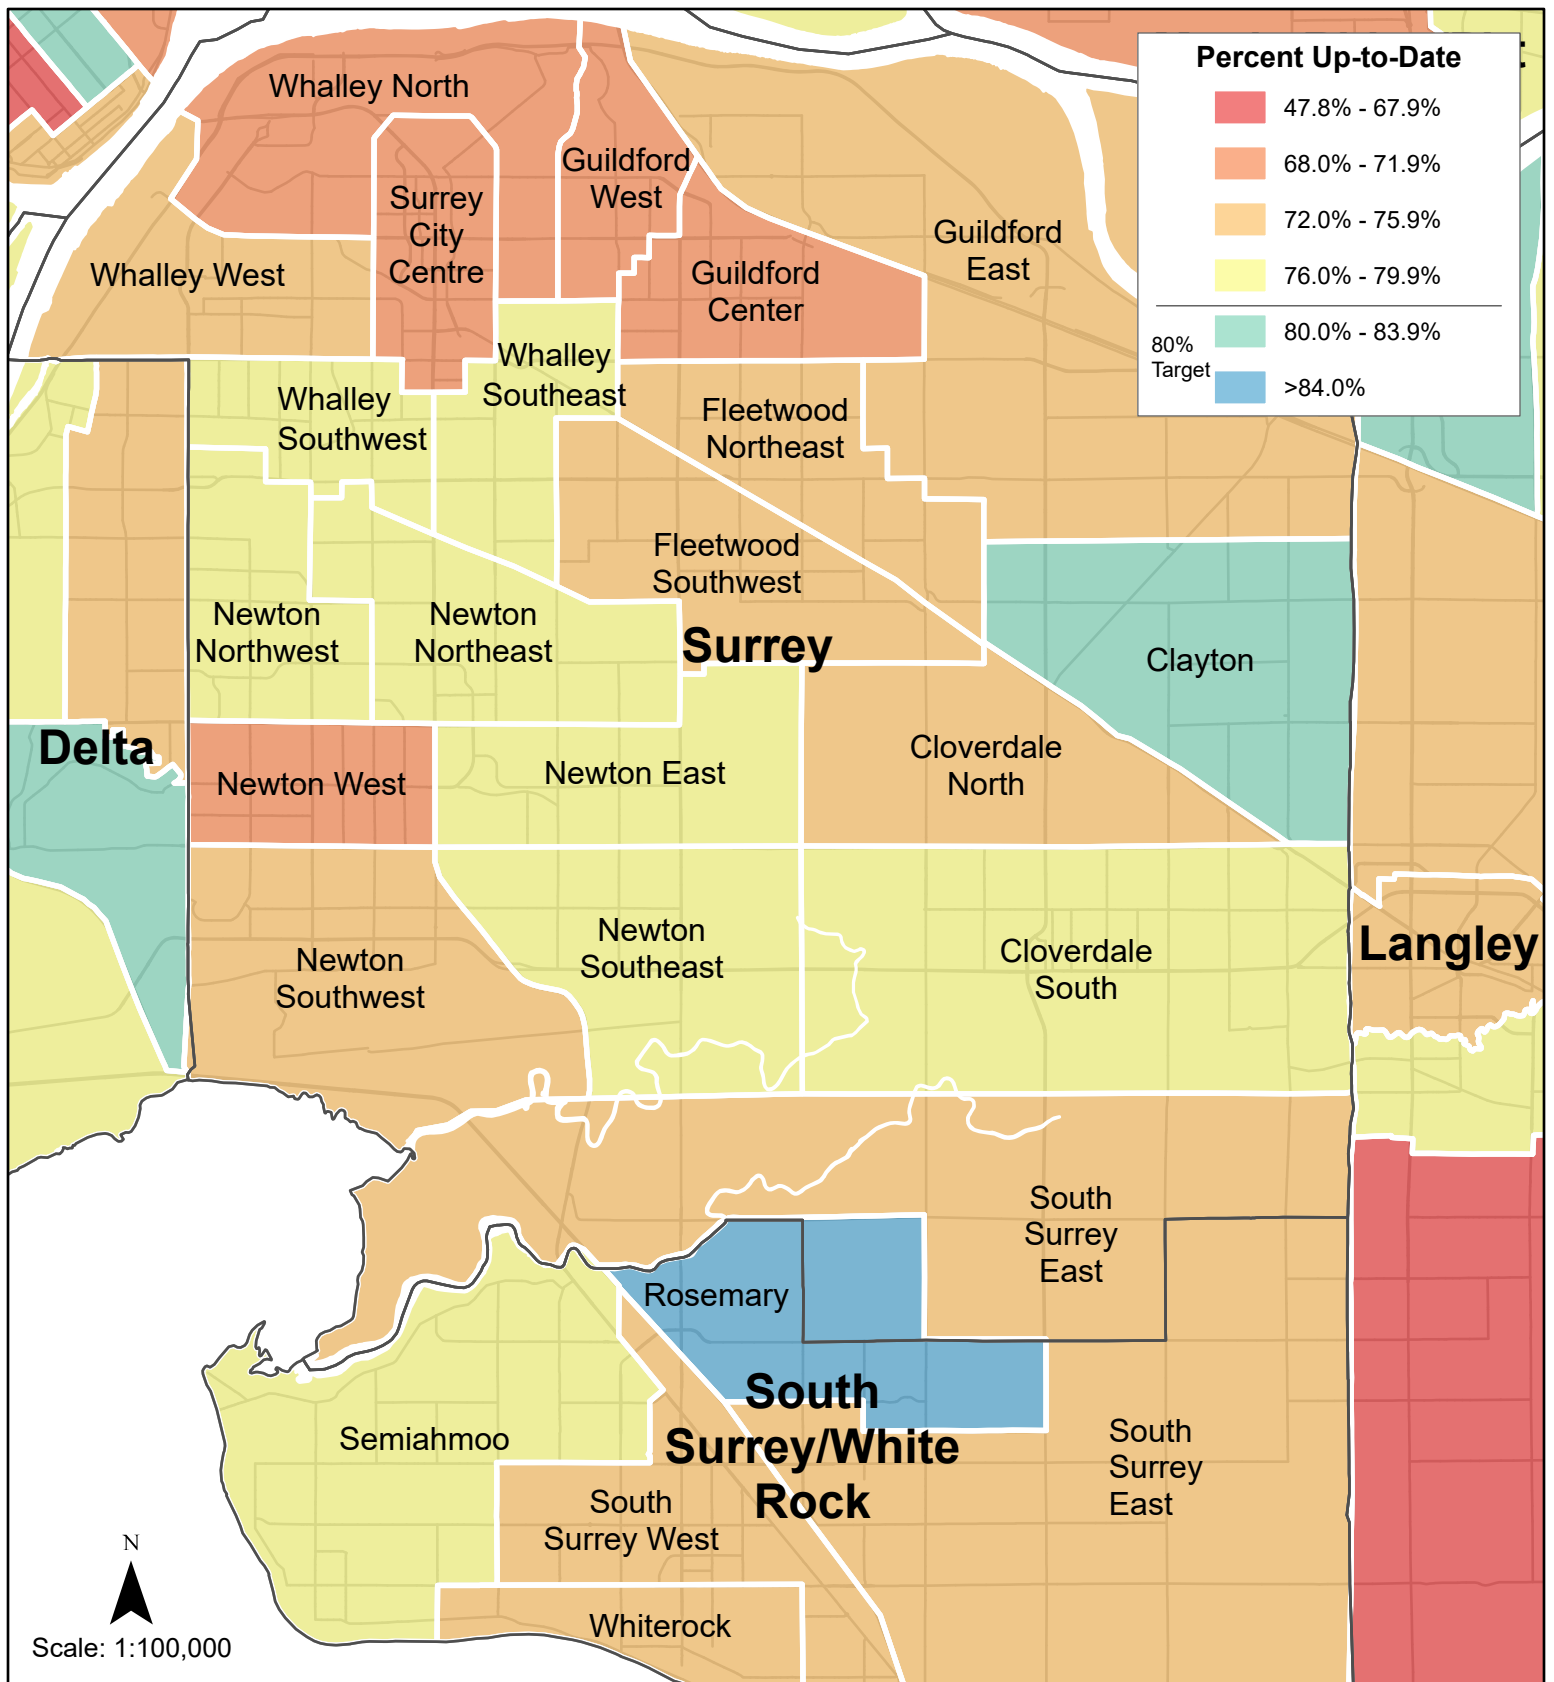 Percent Up-to-Date
47.8% - 67.9%
68.0% - 71.9%
72.0% - 75.9%
76.0% - 79.9%
80% Target
80.0% - 83.9%
>84.0%
Whalley North
Guildford
West
Surrey
City
Centre
Whalley West
Guildford
Center
Guildford
East
Whalley
Southeast
Whalley
Southwest
Fleetwood
Northeast
Fleetwood
Southwest
Newton
Northwest
Newton
Northeast
Surrey
Clayton
Delta
Newton West
Newton East
Cloverdale
North
Newton
Southwest
Newton
Southeast
Cloverdale
South
Langley
South
Surrey
East
Rosemary
South
Surrey/White
Rock
Semiahmoo
South
Surrey
East
South
Surrey West
Whiterock
N
Scale: 1:100,000